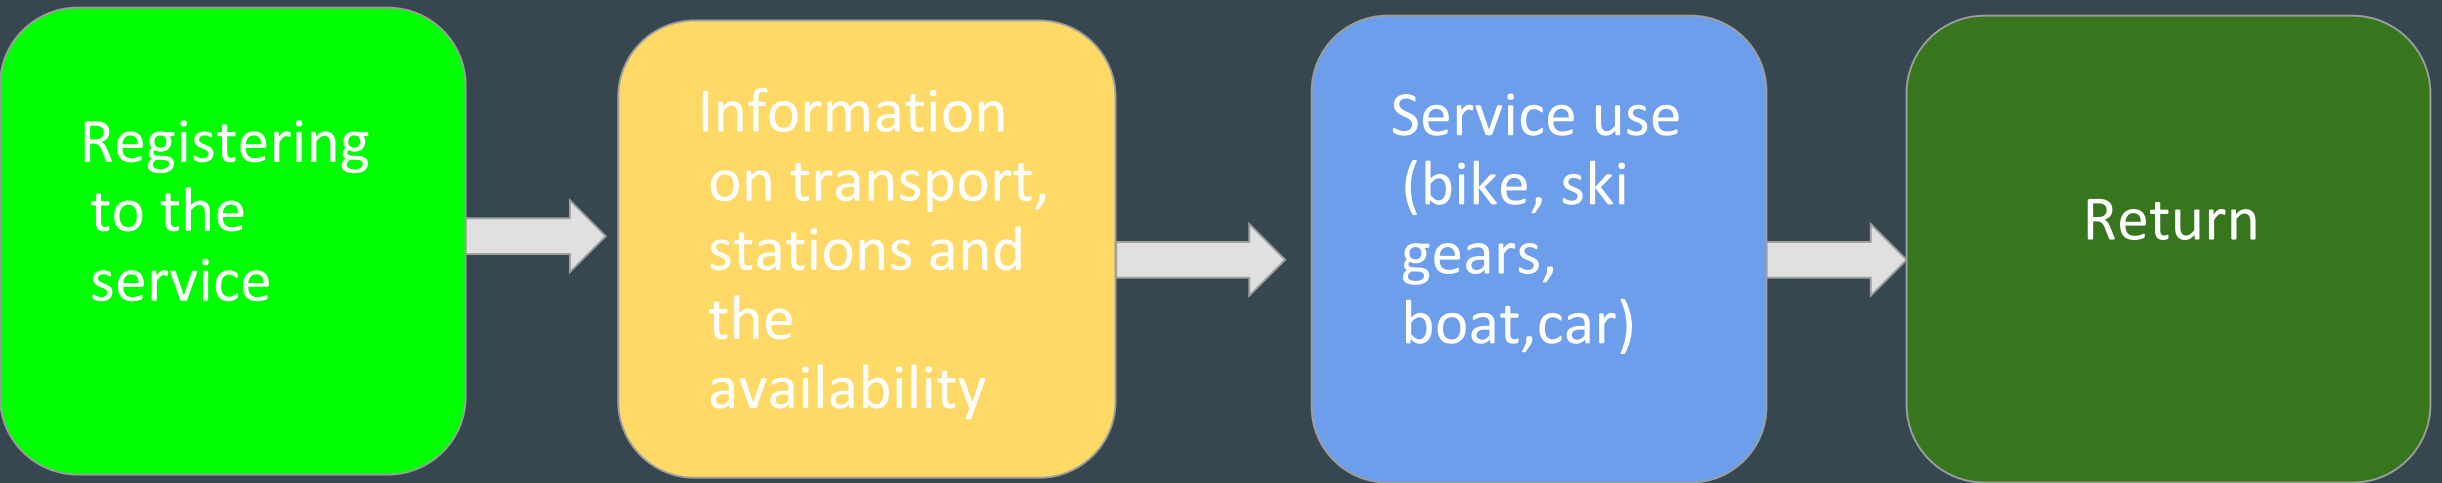 Registering
to the
service
Information
on transport,
stations and
the
availability
Service use
(bike, ski
gears,
boat,car)
Return